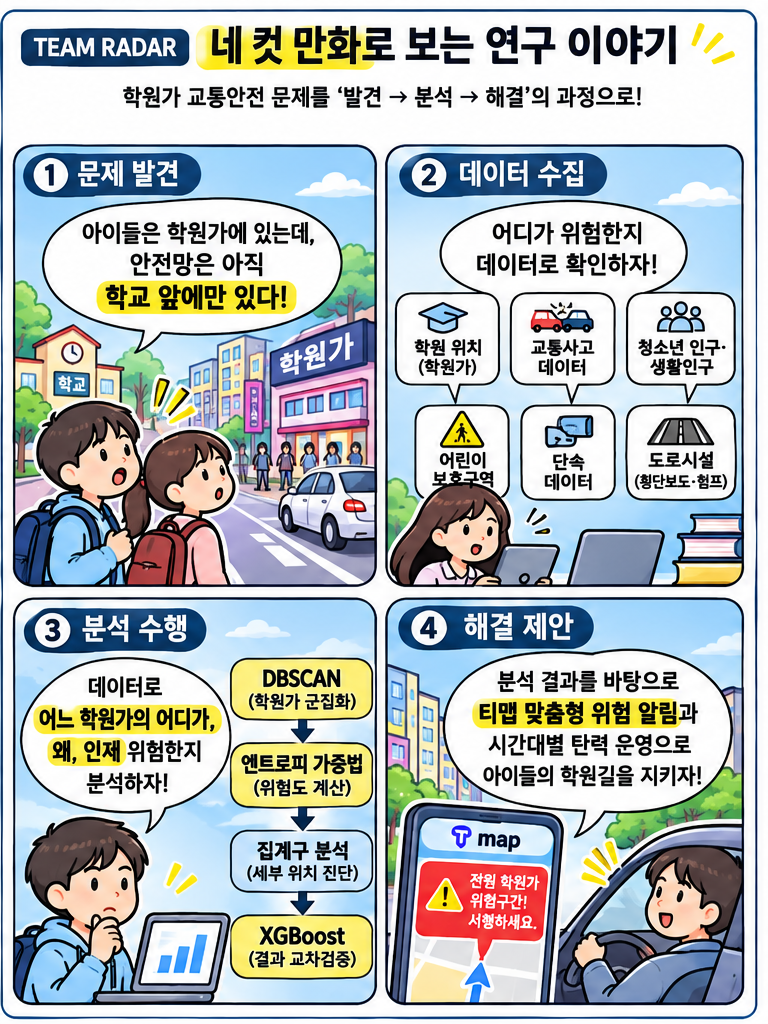 TEAM RADAR
네 컷 만화로 보는 연구 이야기
학원가 교통안전 문제를 ‘발견 → 분석 → 해결’의 과정으로!
1 문제 발견
아이들은 학원가에 있는데,
안전망은 아직
학교 앞에만 있다!
학교
학원가
2 데이터 수집
어디가 위험한지
데이터로 확인하자!
학원 위치
(학원가)
교통사고
데이터
청소년 인구·
생활인구
어린이
보호구역
단속
데이터
도로시설
(횡단보도·험프)
3 분석 수행
데이터로
어느 학원가의 어디가,
왜, 인재 위험한지
분석하자!
DBSCAN
(학원가 군집화)
앤트로피 가중법
(위험도 계산)
집계구 분석
(세부 위치 진단)
XGBoost
(결과 교차검증)
4 해결 제안
분석 결과를 바탕으로
티맵 맞춤형 위험 알림과
시간대별 탄력 운영으로
아이들의 학원길을 지키자!
T map
전원 학원가
위험구간!
서행하세요.